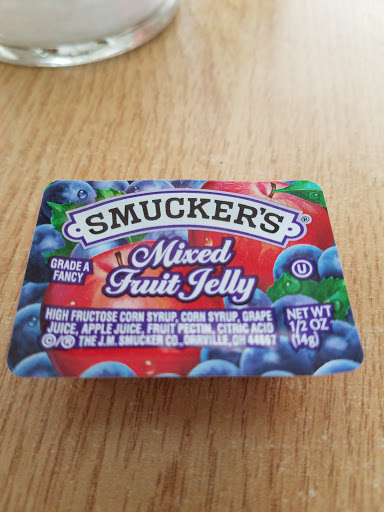 SMUCKER'S®
Mixed
Fruit Jelly
GRADE A
FANCY
U
HIGH FRUCTOSE CORN SYRUP, CORN SYRUP, GRAPE
JUICE, APPLE JUICE, FRUIT PECTIN, CITRIC ACID
©/® THE J.M. SMUCKER CO., ORRVILLE, OH 44667
NET WT
1/2 OZ
(14g)